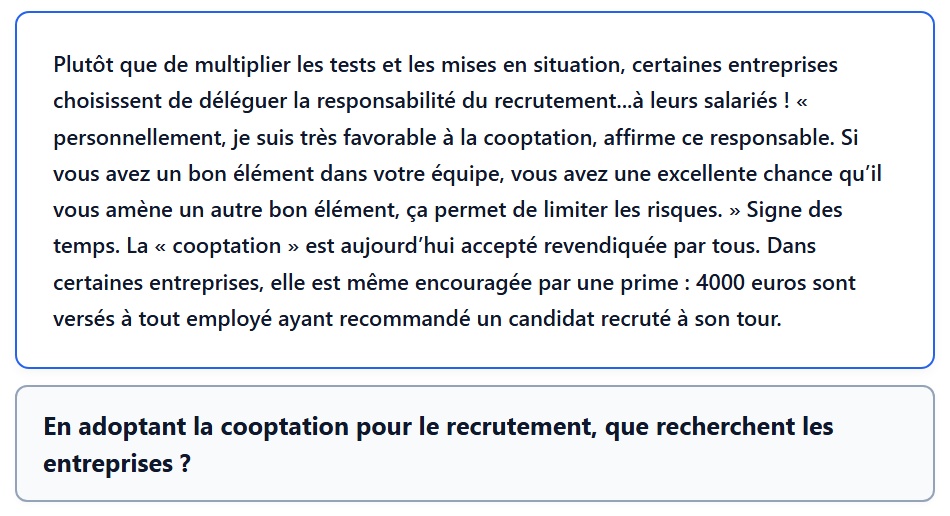 Plutôt que de multiplier les tests et les mises en situation, certaines entreprises
choisissent de déléguer la responsabilité du recrutement...à leurs salariés ! «
personnellement, je suis très favorable à la cooptation, affirme ce responsable. Si
vous avez un bon élément dans votre équipe, vous avez une excellente chance qu’il
vous amène un autre bon élément, ça permet de limiter les risques. » Signe des
temps. La « cooptation » est aujourd’hui accepté revendiquée par tous. Dans
certaines entreprises, elle est même encouragée par une prime : 4000 euros sont
versés à tout employé ayant recommandé un candidat recruté à son tour.
En adoptant la cooptation pour le recrutement, que recherchent les
entreprises ?